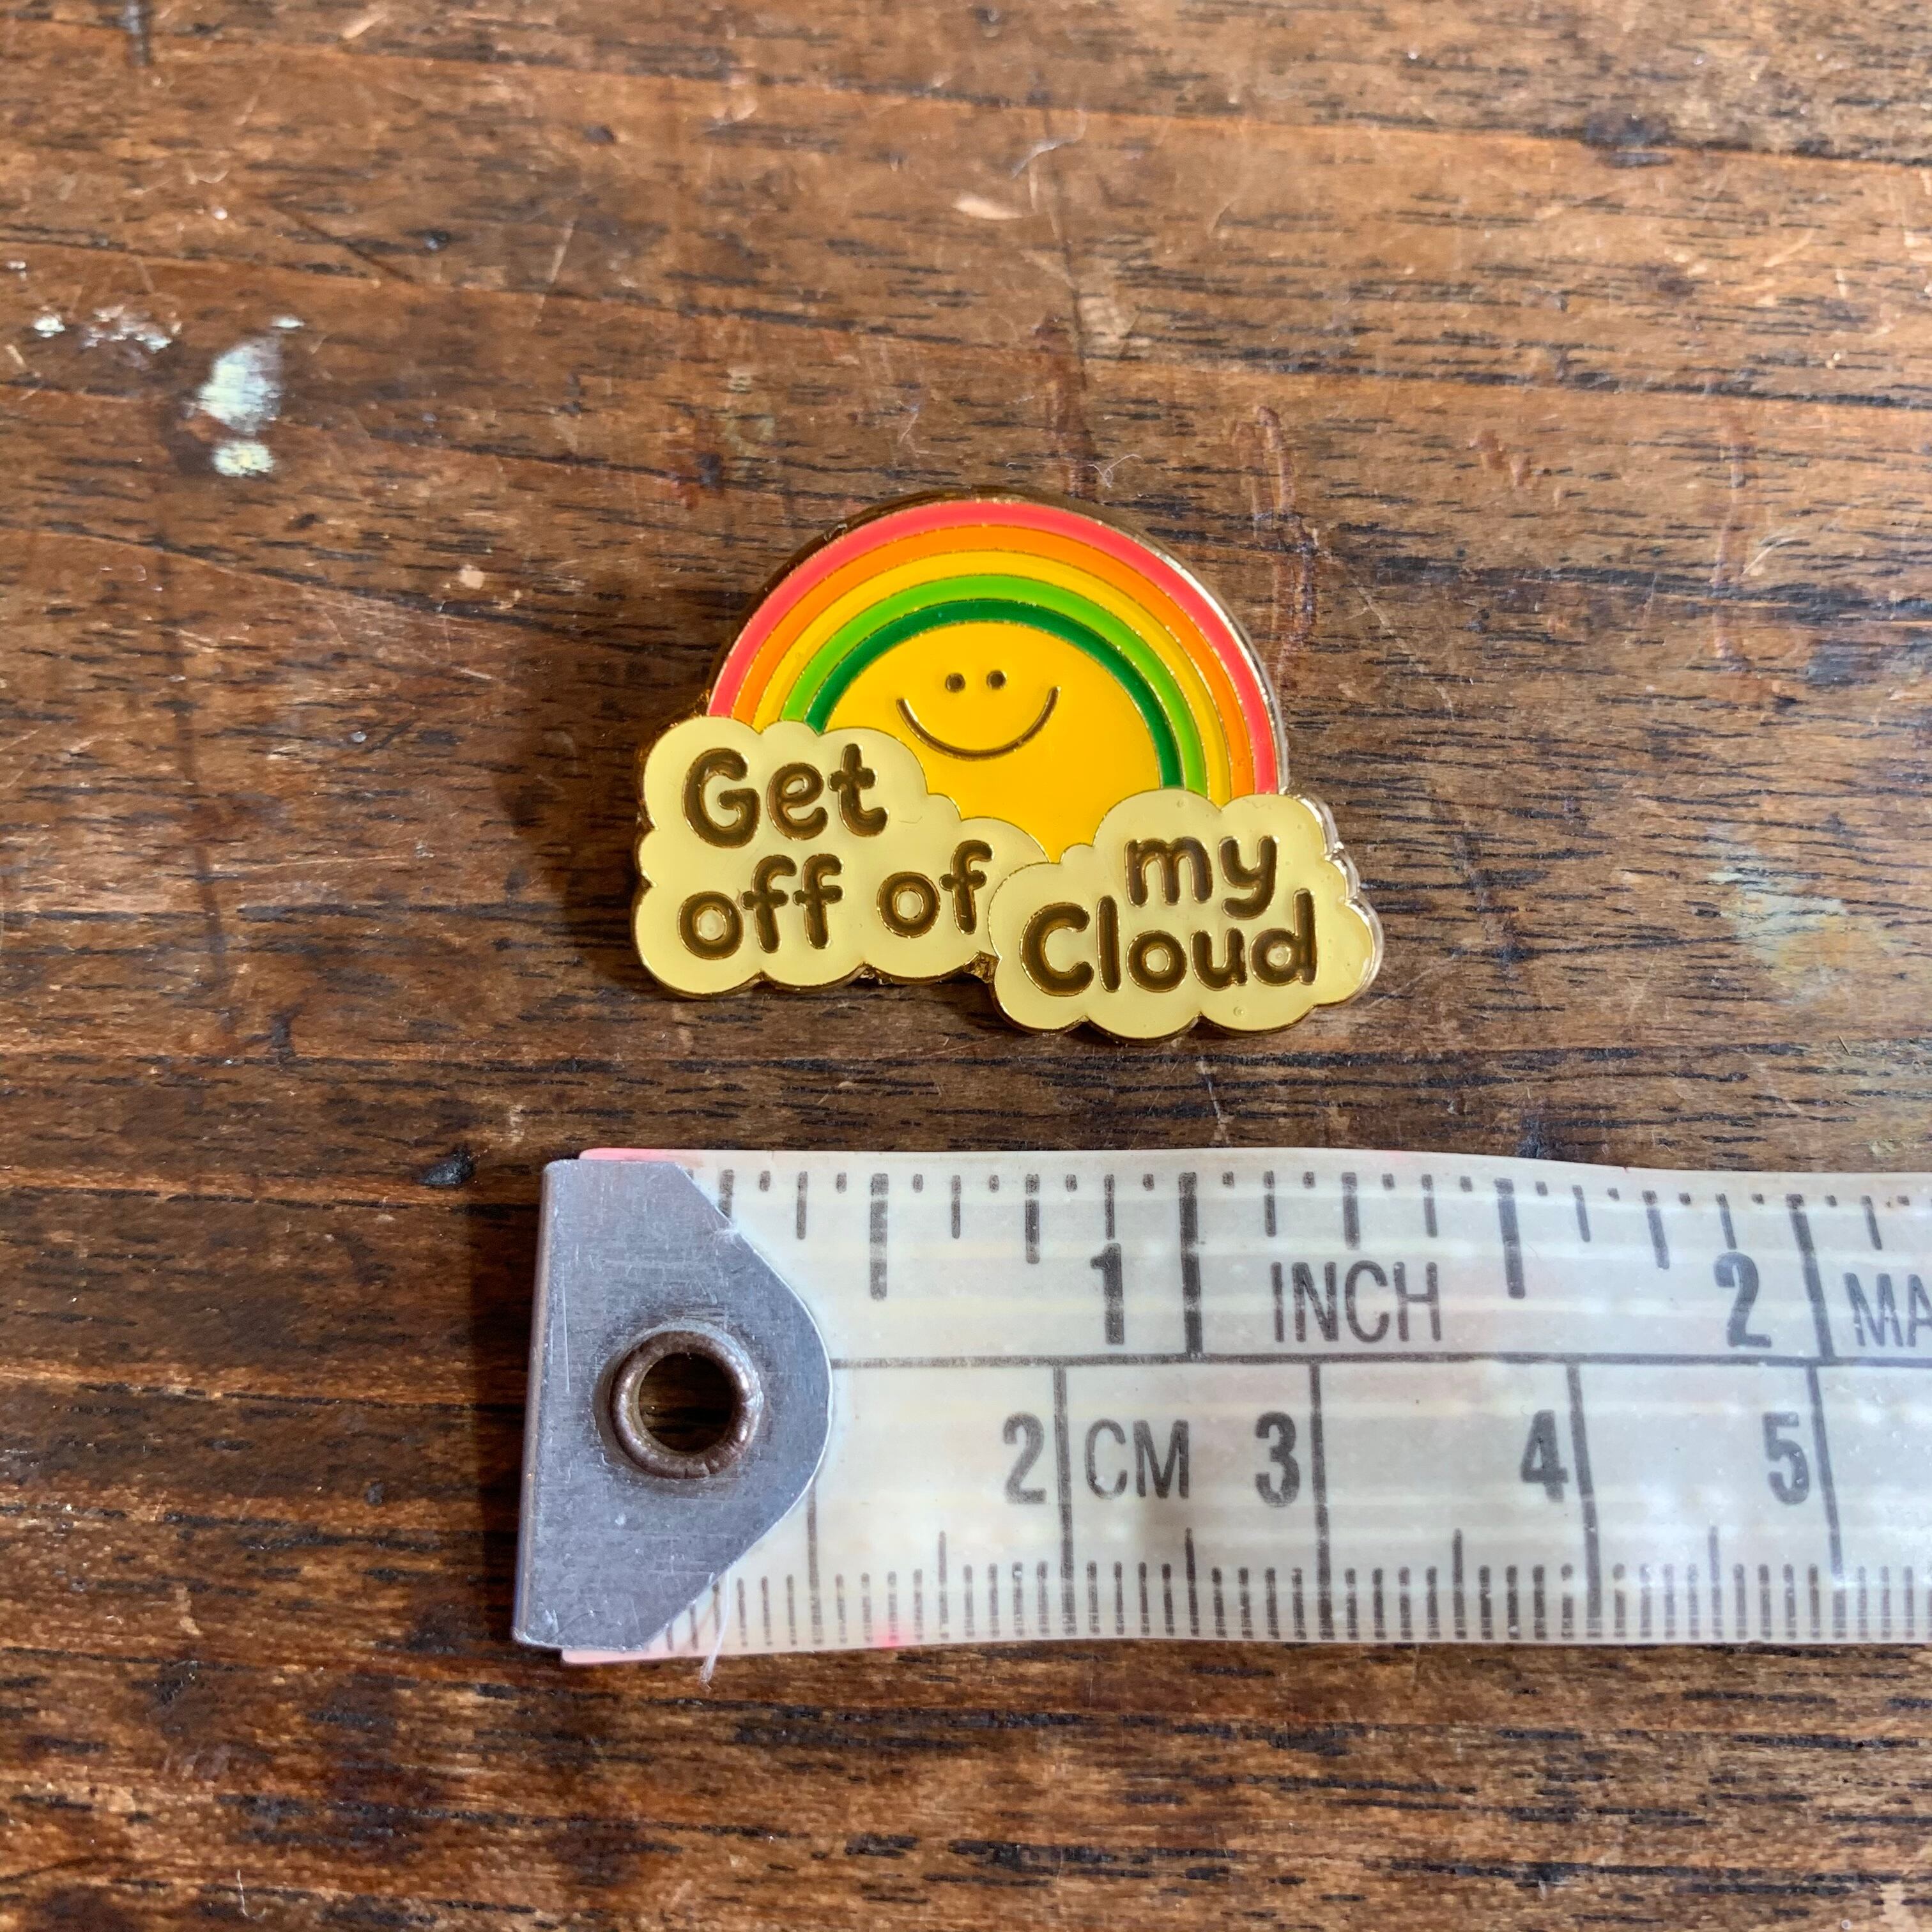 Get
off of
my
Cloud
1 INCH 2 MA
2 CM 3 4 5